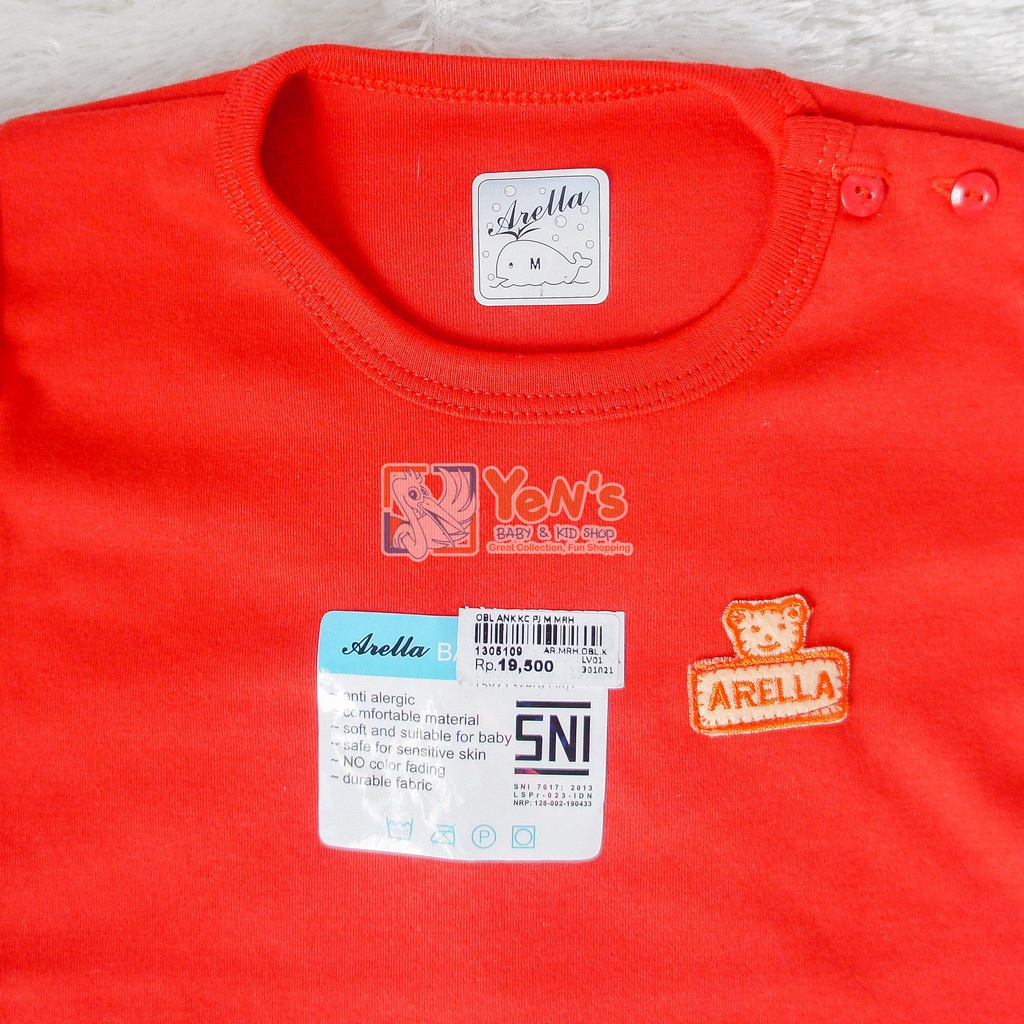 Arella
M
YeN's
BABY & KID SHOP
Great Collection, Fun Shopping
OBL ANK KC PJ M MRH
1305109 AR.MRH.OBL.K
Rp.19,500 LV01
301021
Arella
anti alergic
~ comfortable material
~ soft and suitable for baby
~ safe for sensitive skin
~ NO color fading
~ durable fabric
SNI
SNI 7617: 2013
LSPr-023-IDN
NRP: 128-002-190433
P
ARELLA